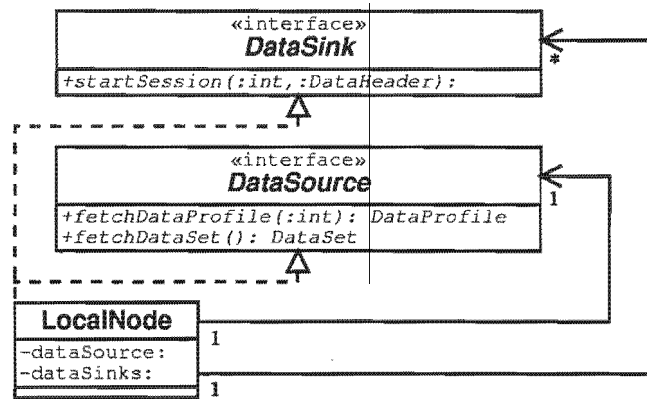 «interface»
DataSink
*
+startSession(:int,:DataHeader):
«interface»
DataSource
1
+fetchDataProfile(:int): DataProfile
+fetchDataSet(): DataSet
LocalNode
1
-dataSource:
-dataSinks:
1